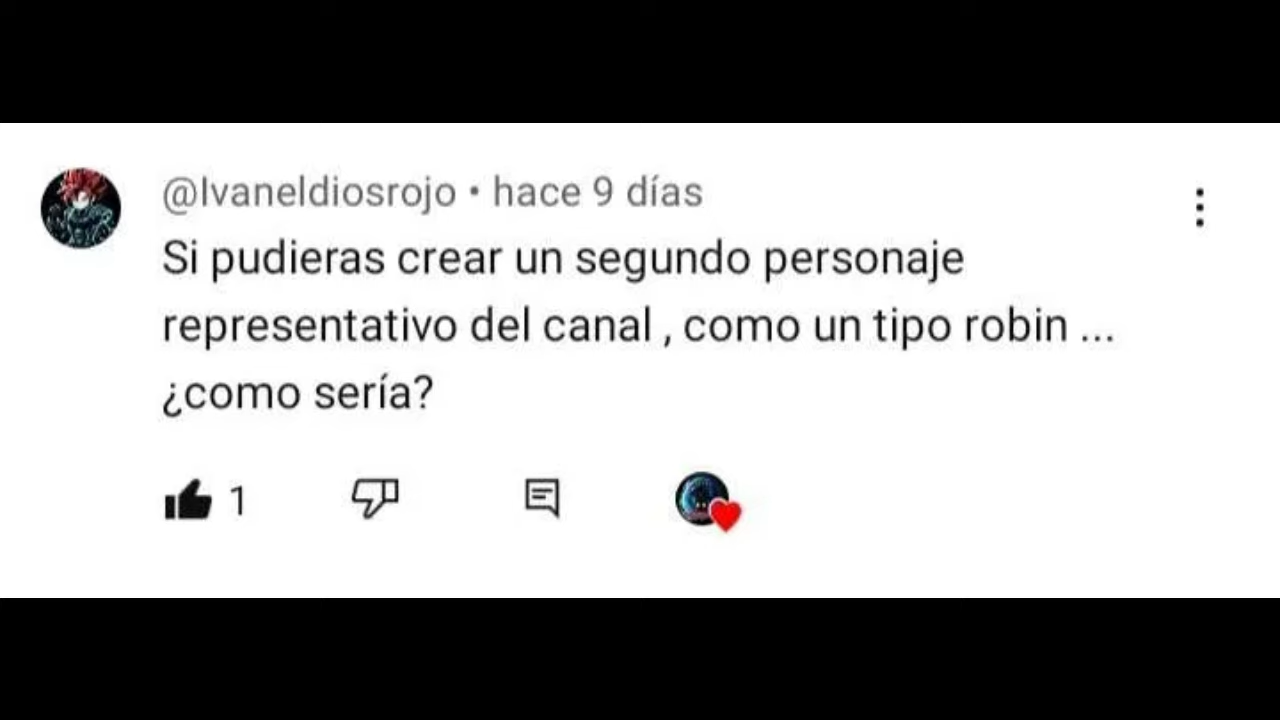 @Ivaneldiosrojo • hace 9 días
Si pudieras crear un segundo personaje
representativo del canal , como un tipo robin ...
¿como sería?
1